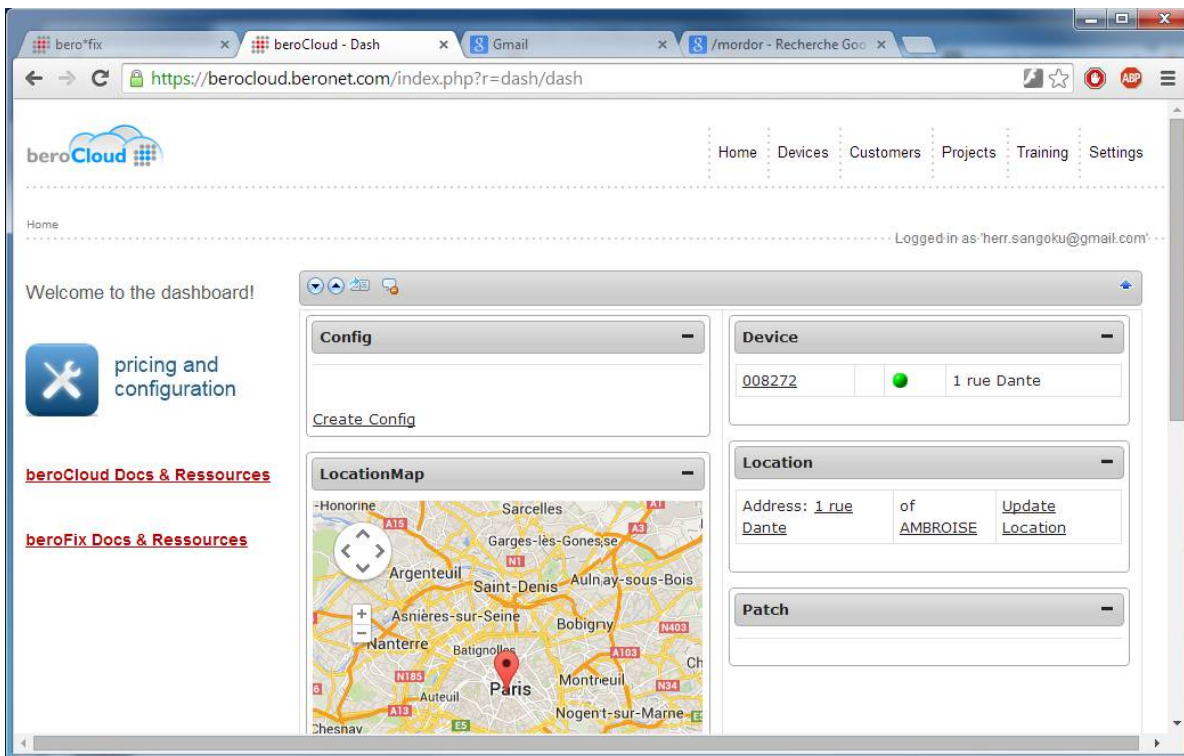 bero*fix
beroCloud - Dash
Gmail
/mordor - Recherche Goo
https://berocloud.beronet.com/index.php?r=dash/dash
ABP
beroCloud
Home Devices Customers Projects Training Settings
Home
Logged in as 'herr.sangoku@gmail.com'
Welcome to the dashboard!
pricing and
configuration
beroCloud Docs & Ressources
beroFix Docs & Ressources
Config
Create Config
LocationMap
-Honorine
Sarcelles
A15
A3
Garges-lès-Gonesse
N1
Argenteuil
Saint-Denis
Aulnay-sous-Bois
Asnières-sur-Seine
Bobigny
N403
Nanterre
Batignolles
A103
Ch
N185
Paris
Montreuil
N34
Auteuil
A13
Nogent-sur-Marne
E5
Chesnay
Device
008272 1 rue Dante
Location
Address: 1 rue of Update
Dante AMBROISE Location
Patch